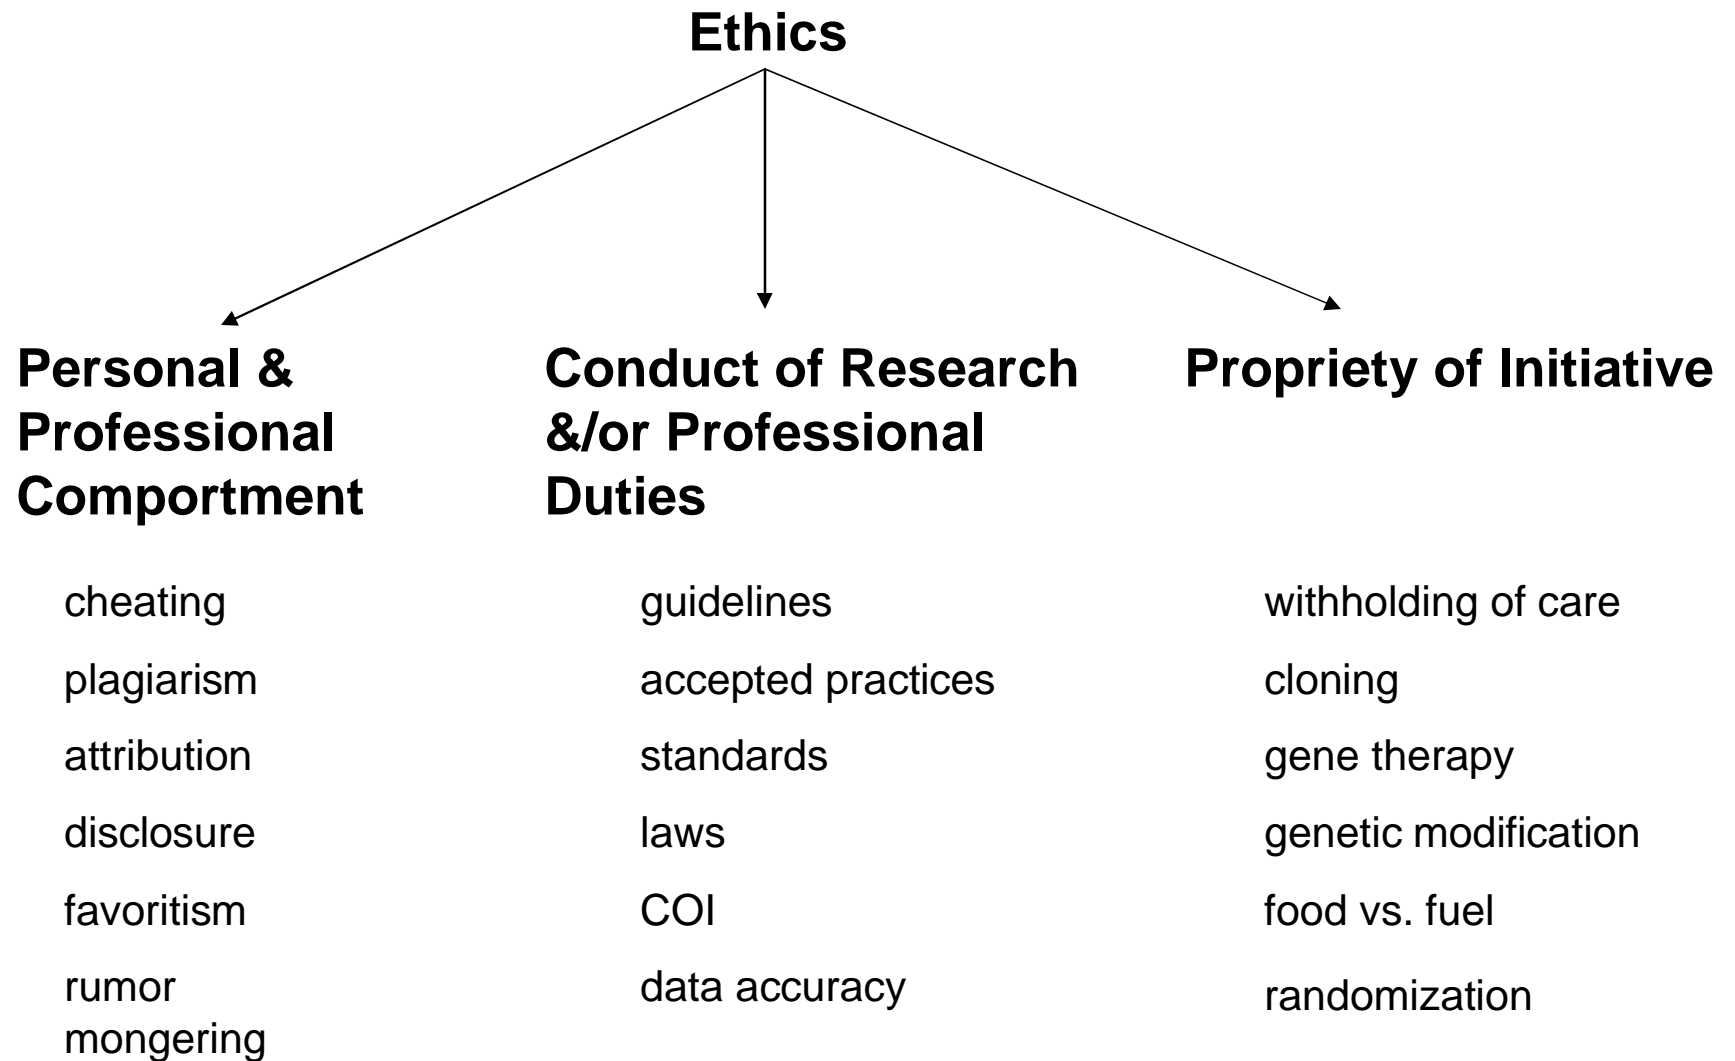 Ethics
Personal &
Professional
Comportment
cheating
plagiarism
attribution
disclosure
favoritism
rumor
mongering
Conduct of Research
&/or Professional
Duties
guidelines
accepted practices
standards
laws
COI
data accuracy
Propriety of Initiative
withholding of care
cloning
gene therapy
genetic modification
food vs. fuel
randomization